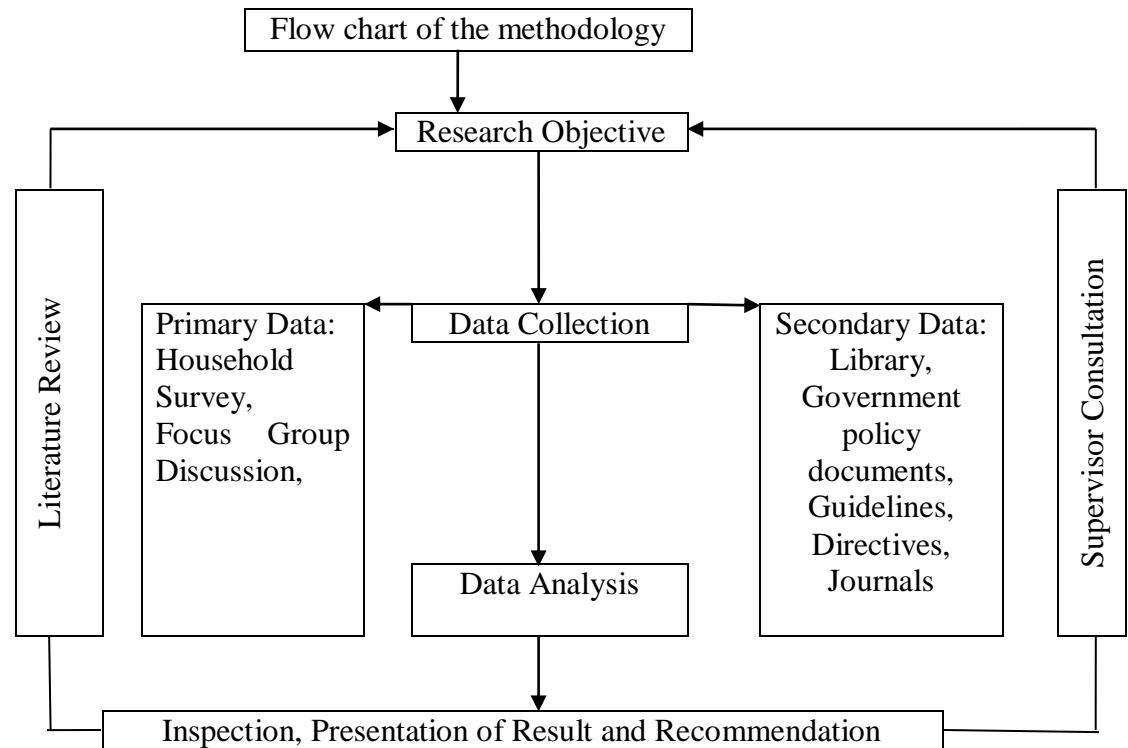 Flow chart of the methodology
Research Objective
Literature Review
Primary Data:
Household
Survey,
Focus Group
Discussion,
Data Collection
Secondary Data:
Library,
Government
policy
documents,
Guidelines,
Directives,
Journals
Supervisor Consultation
Data Analysis
Inspection, Presentation of Result and Recommendation